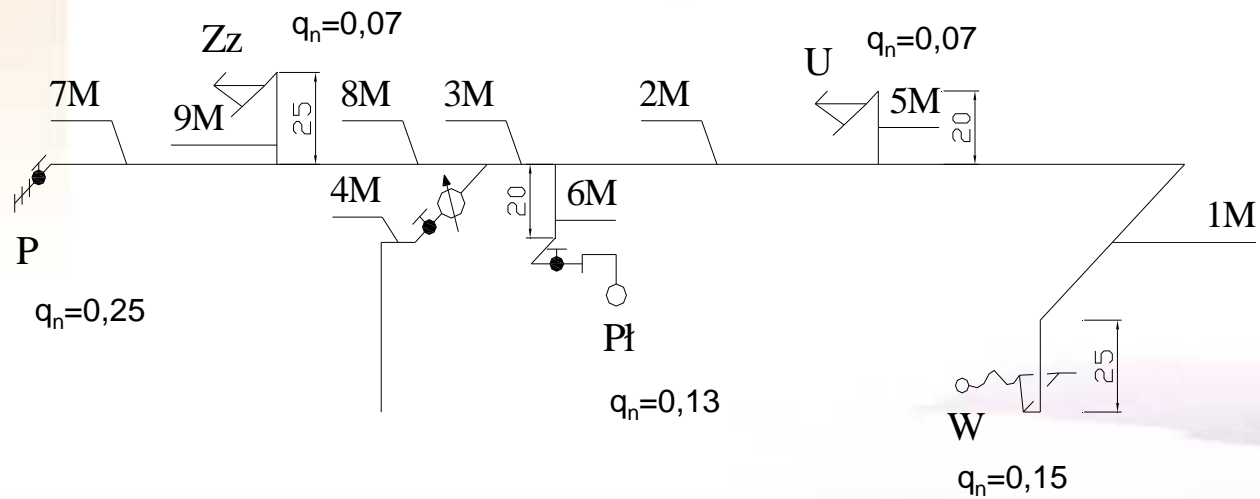 Zz
qn=0,07
U
qn=0,07
7M
9M
25
8M
3M
2M
5M
20
4M
20
6M
1M
P
qn=0,25
Pł
qn=0,13
25
W
qn=0,15